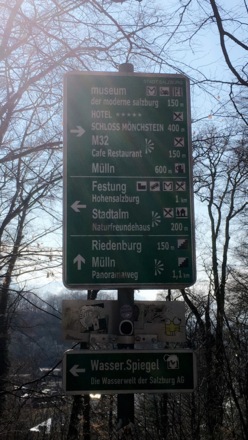 museum
der moderne salzburg 150 m
HOTEL *****
SCHLOSS MÖNCHSTEIN 400 m
M32
Cafe Restaurant 150 m
Mülln 600 m
Festung
Hohensalzburg 1 km
Stadtalm
Naturfreundehaus 200 m
Riedenburg 150 m
Mülln
Panoramaweg 1,1 km
Wasser.Spiegel
Die Wasserwelt der Salzburg AG